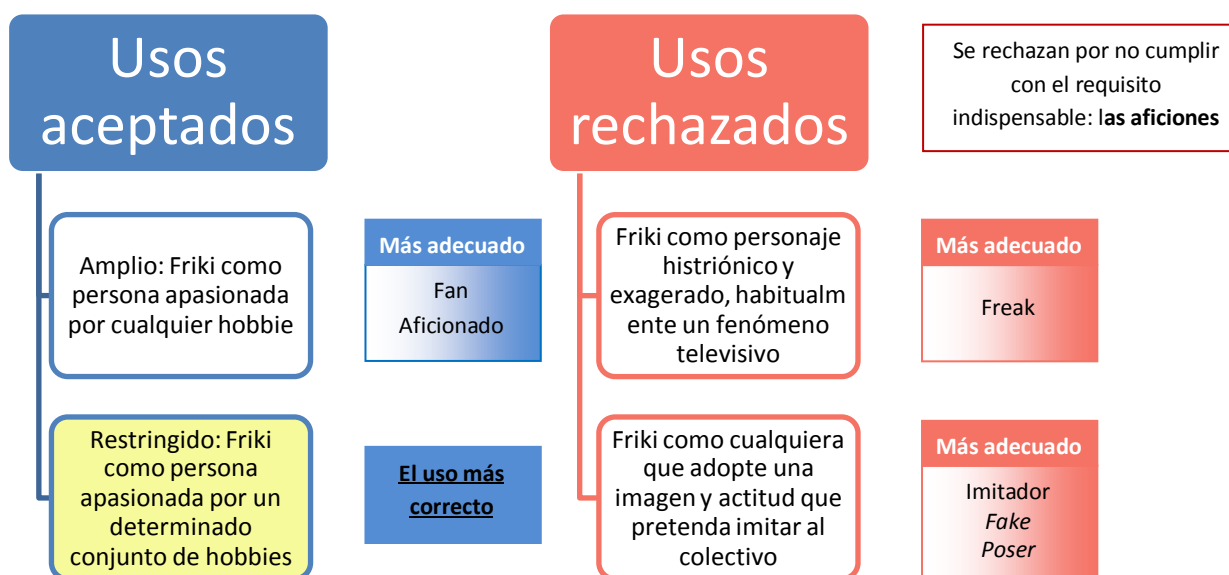 Usos
aceptados
Amplio: Friki como
persona apasionada
por cualquier hobbie
Más adecuado
Fan
Aficionado
Restringido: Friki
como persona
apasionada por un
determinado
conjunto de hobbies
El uso más
correcto
Usos
rechazados
Se rechazan por no cumplir
con el requisito
indispensable: las aficiones
Friki como personaje
histriónico y
exagerado, habitualm
ente un fenómeno
televisivo
Más adecuado
Freak
Friki como cualquiera
que adopte una
imagen y actitud que
pretenda imitar al
colectivo
Más adecuado
Imitador
Fake
Poser